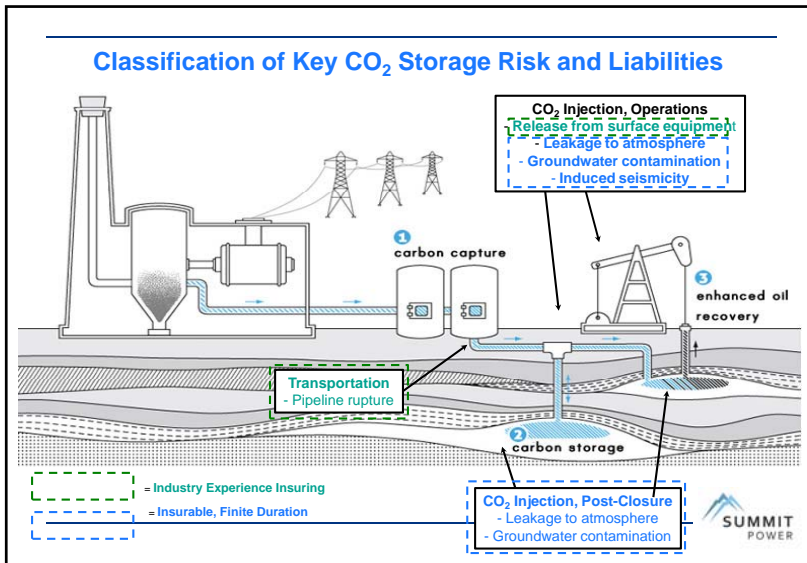 Classification of Key CO₂ Storage Risk and Liabilities
CO₂ Injection, Operations
- Release from surface equipment
- Leakage to atmosphere
- Groundwater contamination
- Induced seismicity
1
carbon capture
3
enhanced oil
recovery
Transportation
- Pipeline rupture
2
carbon storage
= Industry Experience Insuring
= Insurable, Finite Duration
CO₂ Injection, Post-Closure
- Leakage to atmosphere
- Groundwater contamination
SUMMIT
POWER